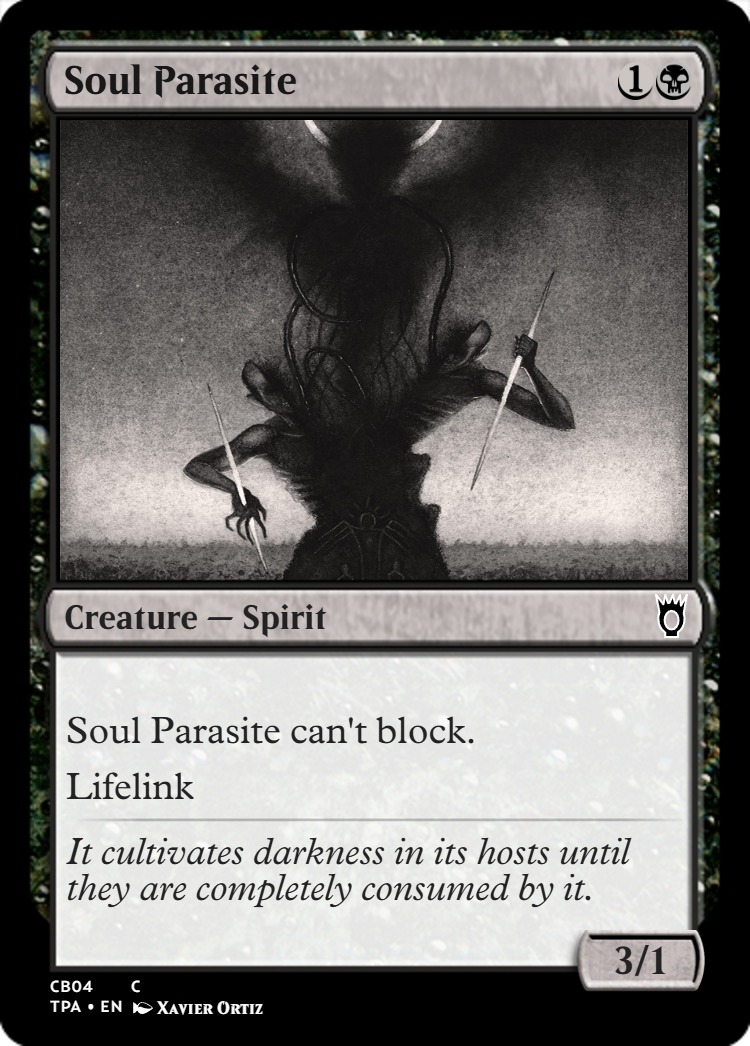 Soul Parasite 1
Creature — Spirit
Soul Parasite can't block.
Lifelink
It cultivates darkness in its hosts until
they are completely consumed by it.
3/1
CB04 C
TPA • EN Xavier Ortiz